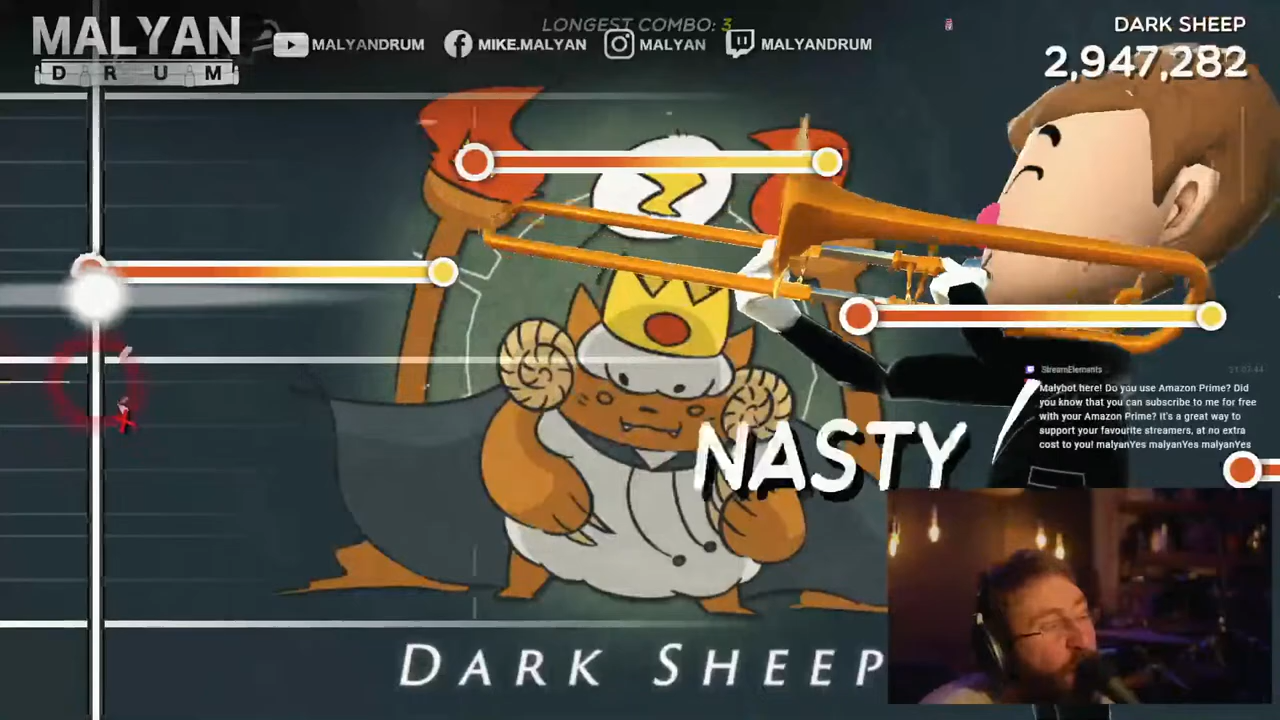 MALYAN
DRUM
MALYANDRUM
MIKE.MALYAN
MALYAN
MALYANDRUM
LONGEST COMBO: 3
DARK SHEEP
2,947,282
StreamElements
Malybot here! Do you use Amazon Prime? Did
you know that you can subscribe to me for free
with your Amazon Prime? It's a great way to
support your favourite streamers, at no extra
cost to you! malyanYes malyanYes malyanYes
NASTY
DARK SHEEP